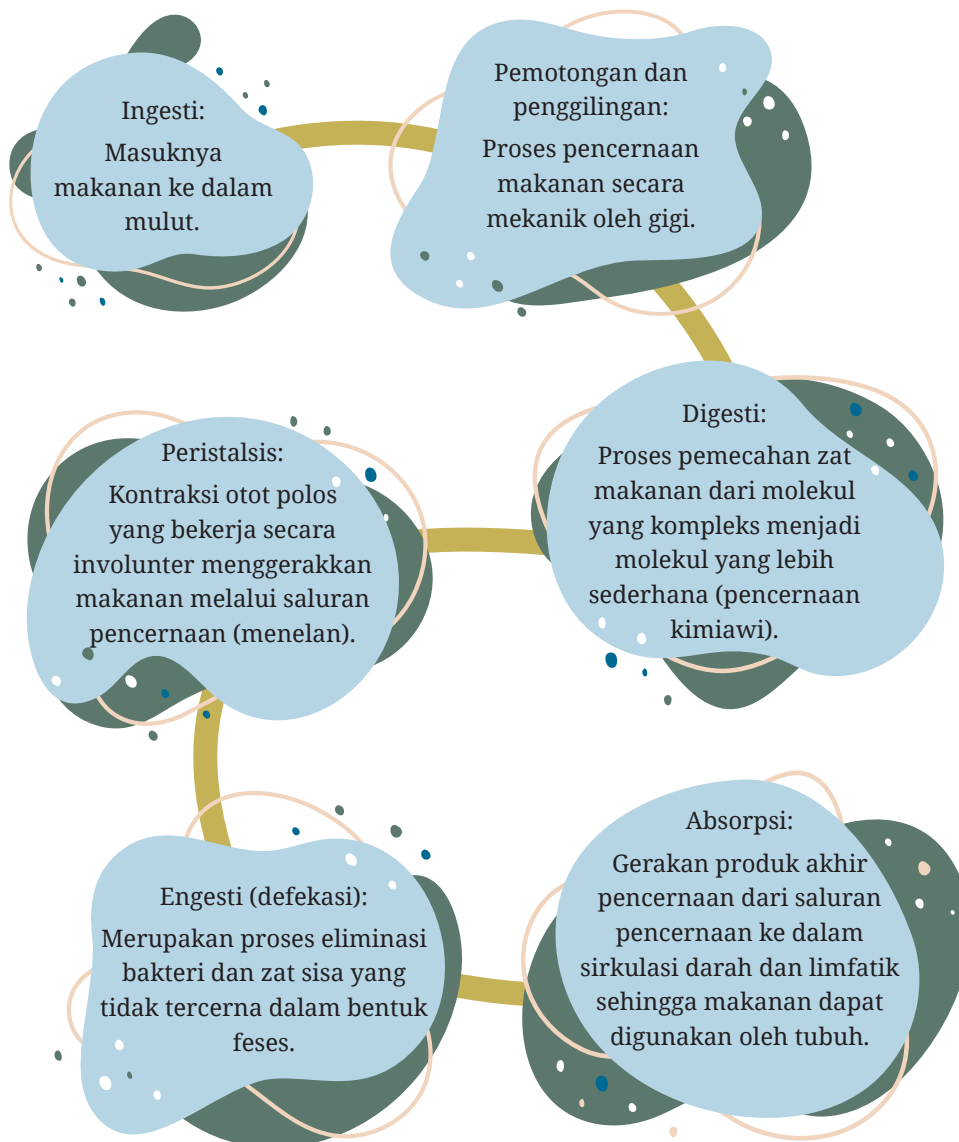 Ingesti:
Masuknya
makanan ke dalam
mulut.
Pemotongan dan
penggilingan:
Proses pencernaan
makanan secara
mekanik oleh gigi.
Digesti:
Proses pemecahan zat
makanan dari molekul
yang kompleks menjadi
molekul yang lebih
sederhana (pencernaan
kimiawi).
Peristalsis:
Kontraksi otot polos
yang bekerja secara
involunter menggerakkan
makanan melalui saluran
pencernaan (menelan).
Engesti (defekasi):
Merupakan proses eliminasi
bakteri dan zat sisa yang
tidak tercerna dalam bentuk
feses.
Absorpsi:
Gerakan produk akhir
pencernaan dari saluran
pencernaan ke dalam
sirkulasi darah dan limfatik
sehingga makanan dapat
digunakan oleh tubuh.